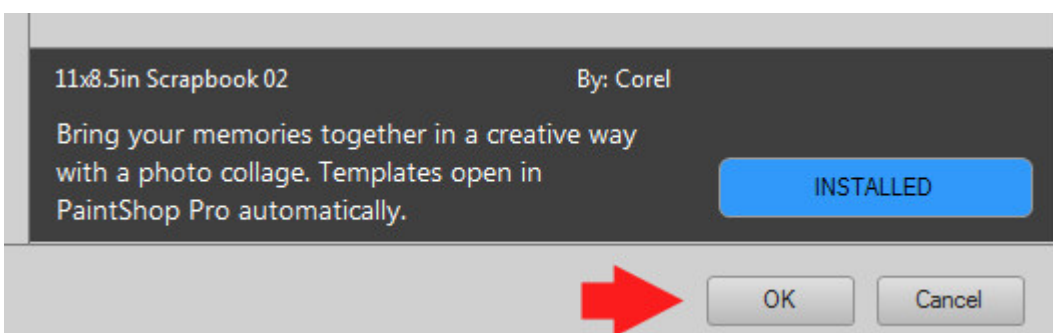 11x8.5in Scrapbook 02 By: Corel
Bring your memories together in a creative way
with a photo collage. Templates open in
PaintShop Pro automatically.
INSTALLED
OK Cancel